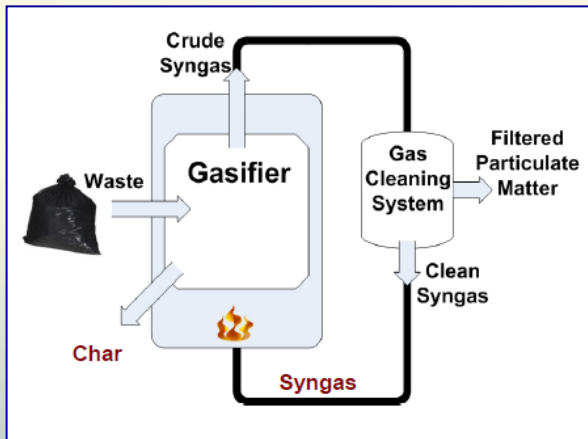 Crude
Syngas
Waste
Gasifier
Gas
Cleaning
System
Filtered
Particulate
Matter
Clean
Syngas
Char
Syngas